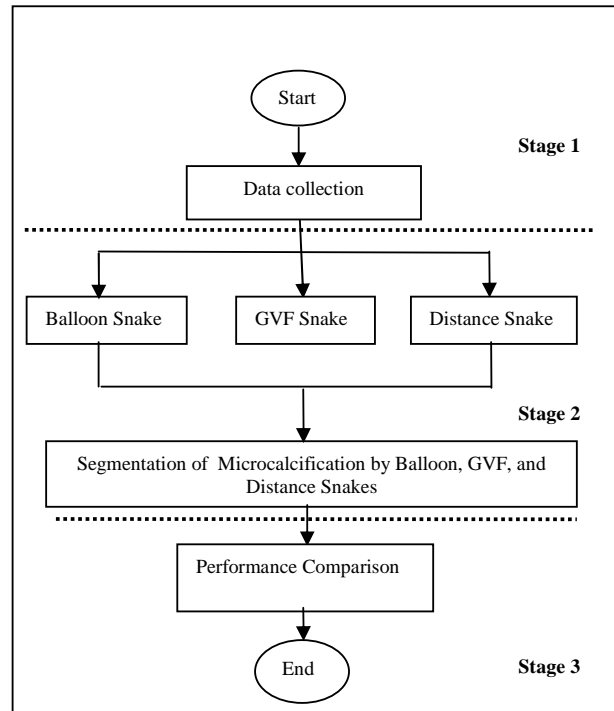 Start
Stage 1
Data collection
Balloon Snake
GVF Snake
Distance Snake
Stage 2
Segmentation of Microcalcification by Balloon, GVF, and
Distance Snakes
Performance Comparison
End
Stage 3